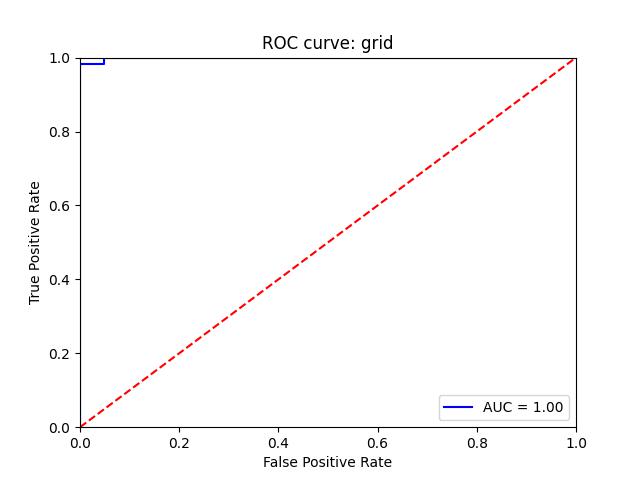 ROC curve: grid
True Positive Rate
1.0
0.8
0.6
0.4
0.2
0.0
AUC = 1.00
0.0 0.2 0.4 0.6 0.8 1.0
False Positive Rate